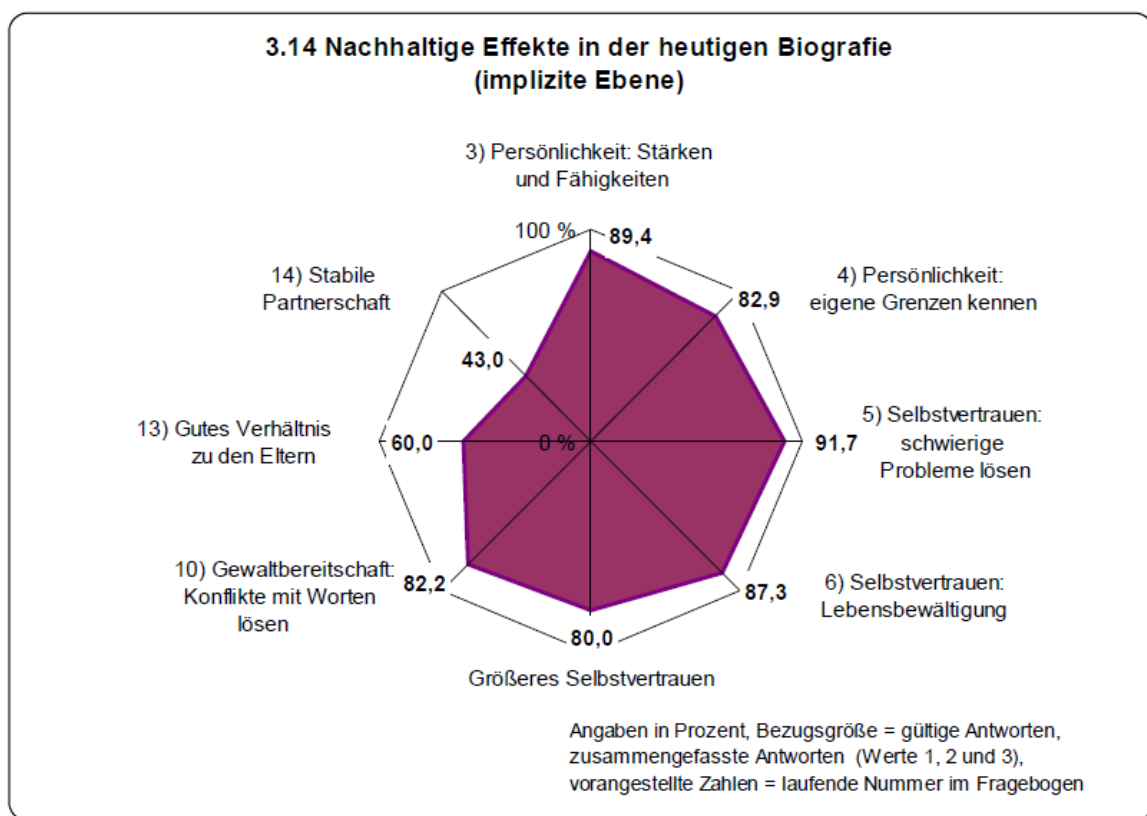 3.14 Nachhaltige Effekte in der heutigen Biografie
(implizite Ebene)
3) Persönlichkeit: Stärken
und Fähigkeiten
100 %
89,4
14) Stabile
Partnerschaft
4) Persönlichkeit:
eigene Grenzen kennen
82,9
43,0
13) Gutes Verhältnis
zu den Eltern
60,0
0 %
91,7
5) Selbstvertrauen:
schwierige
Probleme lösen
10) Gewaltbereitschaft:
Konflikte mit Worten
lösen
82,2
87,3
6) Selbstvertrauen:
Lebensbewältigung
80,0
Größeres Selbstvertrauen
Angaben in Prozent, Bezugsgröße = gültige Antworten,
zusammengefasste Antworten (Werte 1, 2 und 3),
vorangestellte Zahlen = laufende Nummer im Fragebogen